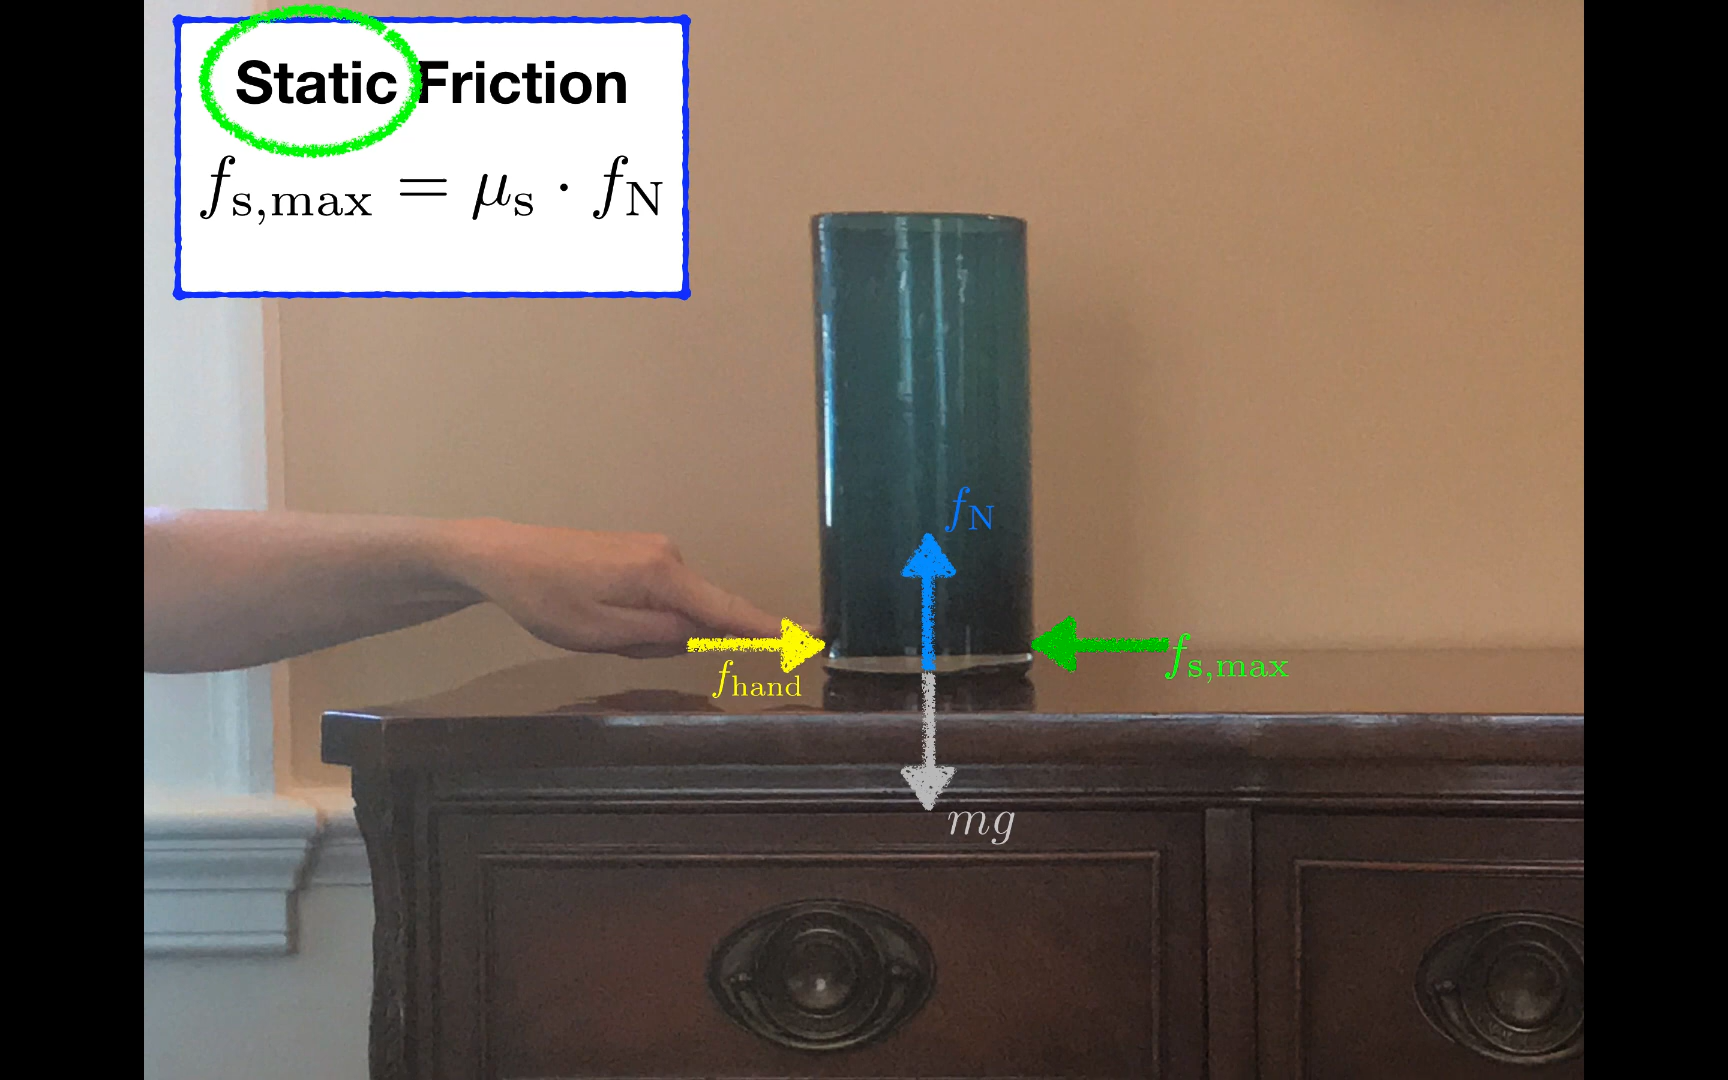 Static Friction
f_s,max = μ_s · f_N
f_N
f_hand
f_s,max
mg